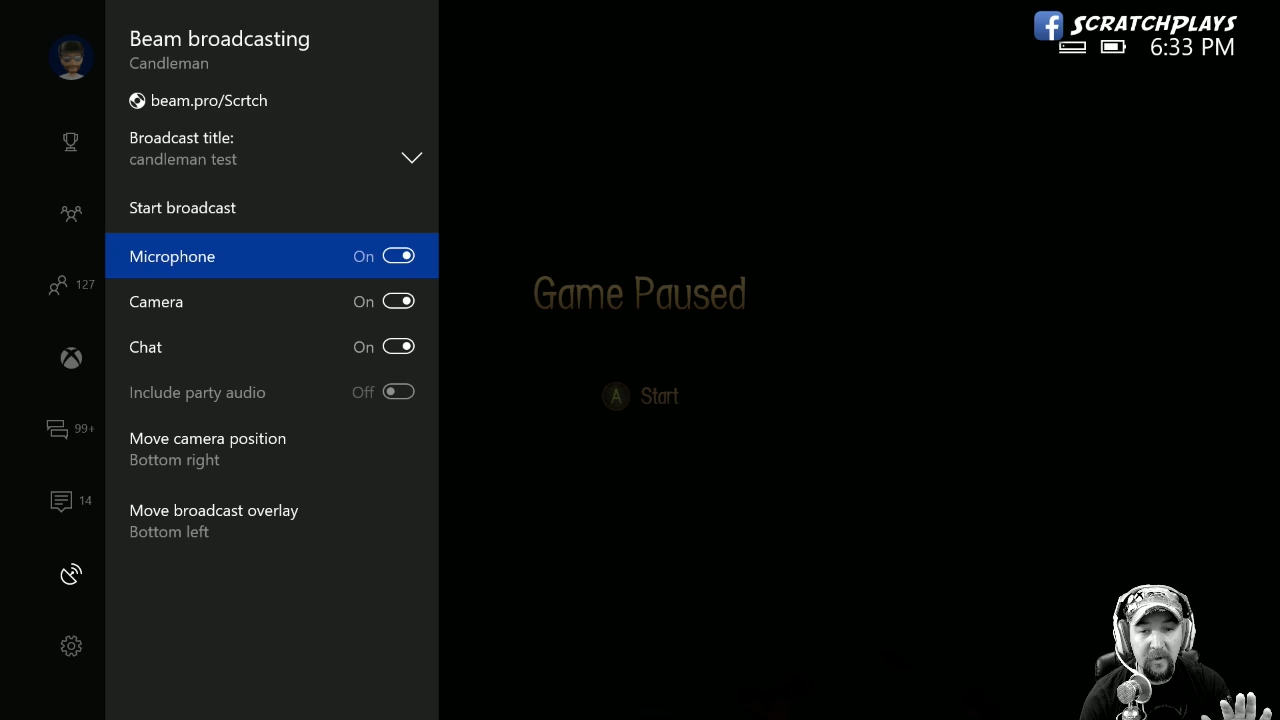 Beam broadcasting
Candleman
beam.pro/Scrtch
Broadcast title:
candleman test
Start broadcast
Microphone On
Camera On
Chat On
Include party audio Off
Move camera position
Bottom right
Move broadcast overlay
Bottom left
127
99+
14
Game Paused
A Start
f SCRATCHPLAYS
6:33 PM